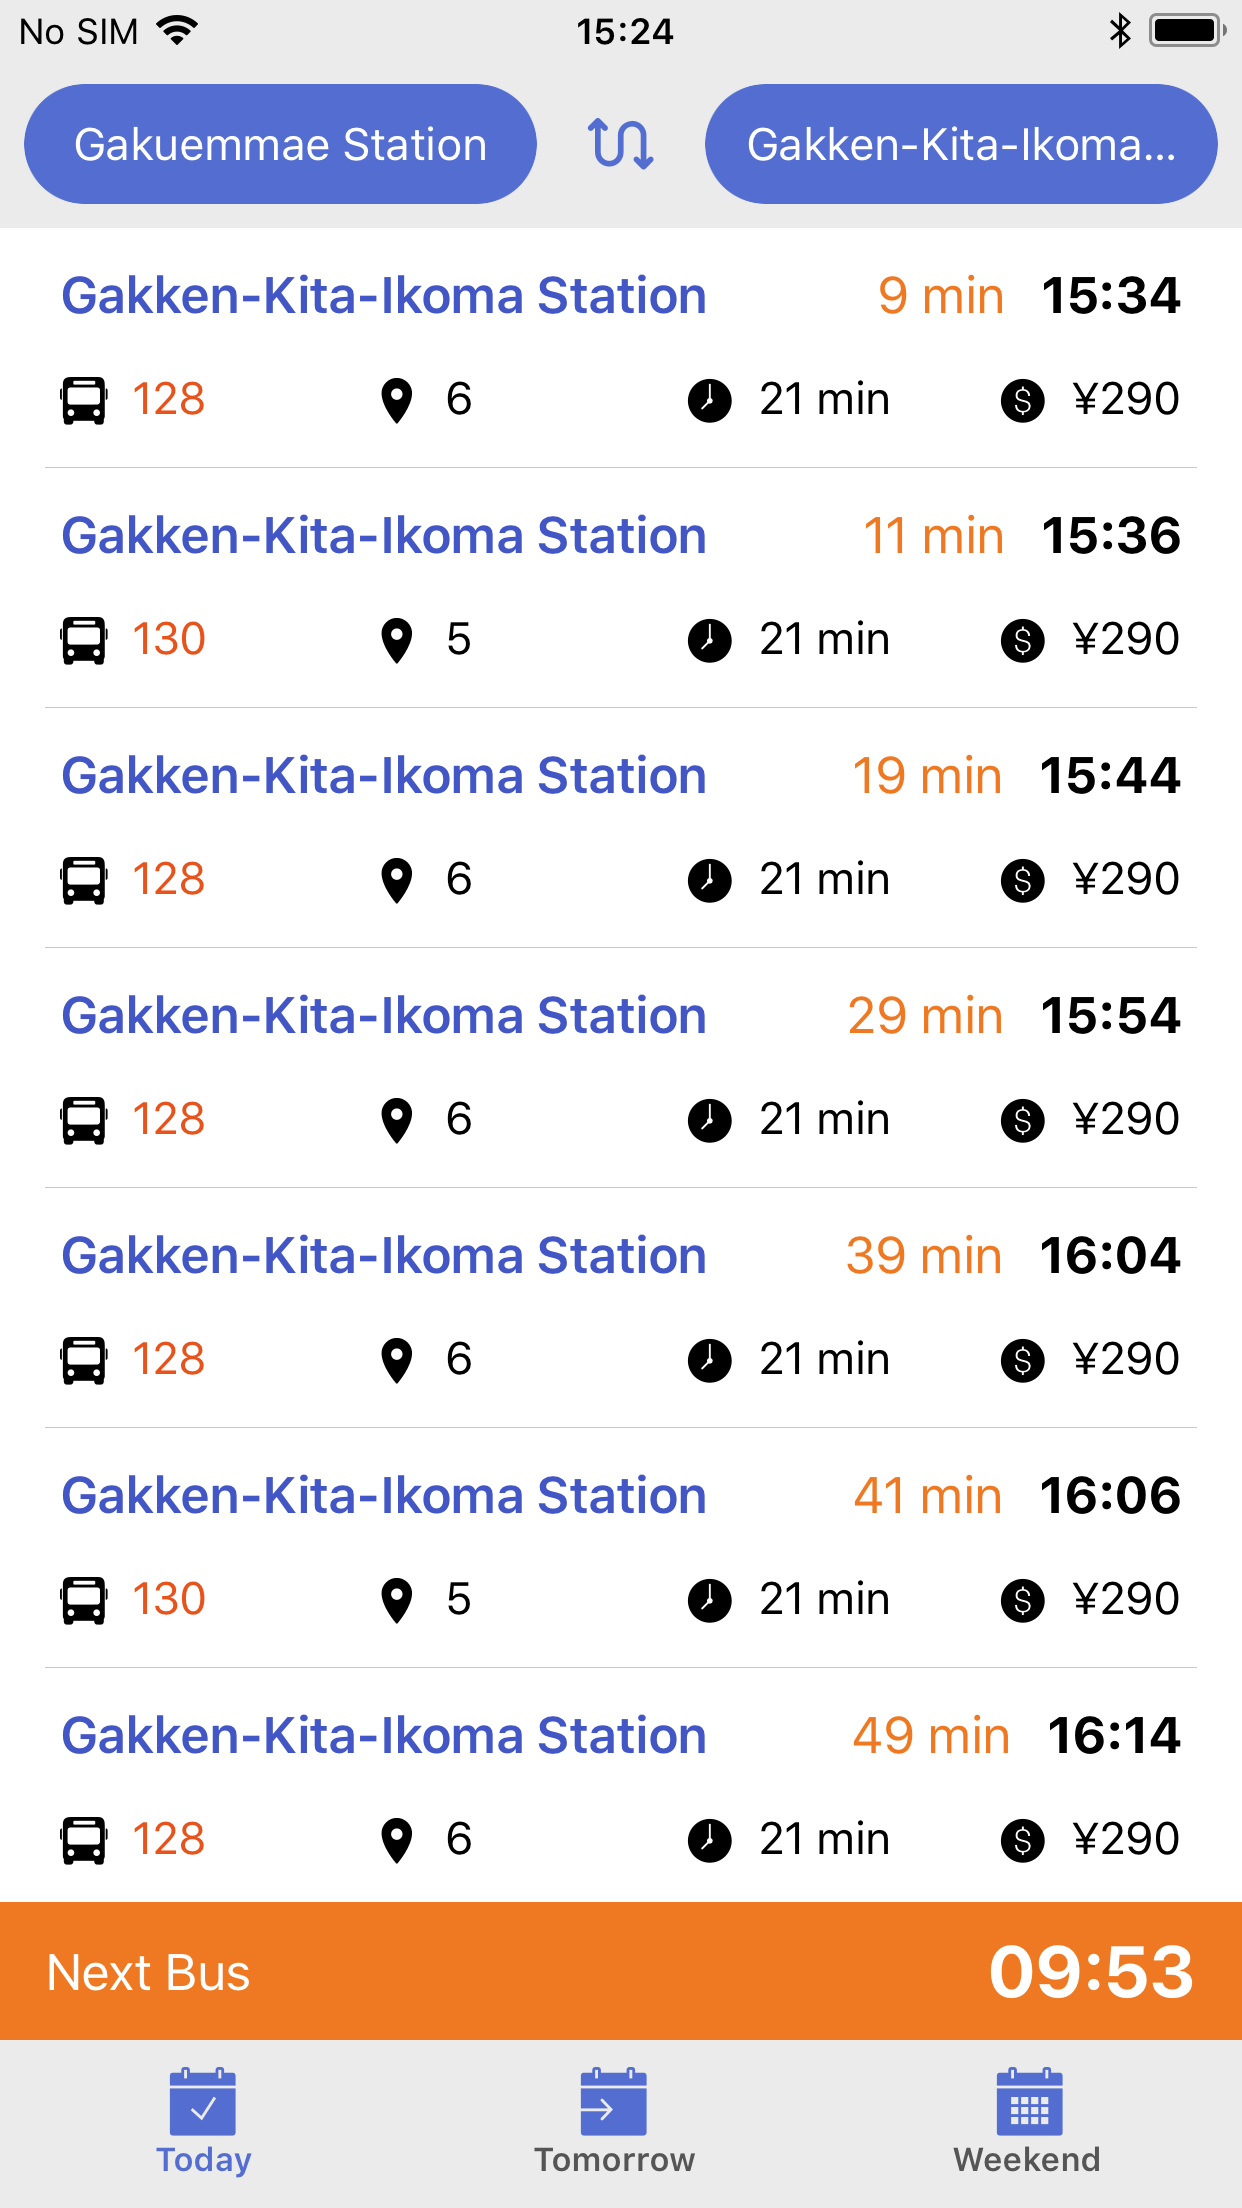 No SIM 15:24
Gakuemmae Station Gakken-Kita-Ikoma...
Gakken-Kita-Ikoma Station 9 min 15:34
128 6 21 min $ ¥290
Gakken-Kita-Ikoma Station 11 min 15:36
130 5 21 min $ ¥290
Gakken-Kita-Ikoma Station 19 min 15:44
128 6 21 min $ ¥290
Gakken-Kita-Ikoma Station 29 min 15:54
128 6 21 min $ ¥290
Gakken-Kita-Ikoma Station 39 min 16:04
128 6 21 min $ ¥290
Gakken-Kita-Ikoma Station 41 min 16:06
130 5 21 min $ ¥290
Gakken-Kita-Ikoma Station 49 min 16:14
128 6 21 min $ ¥290
Next Bus 09:53
Today Tomorrow Weekend